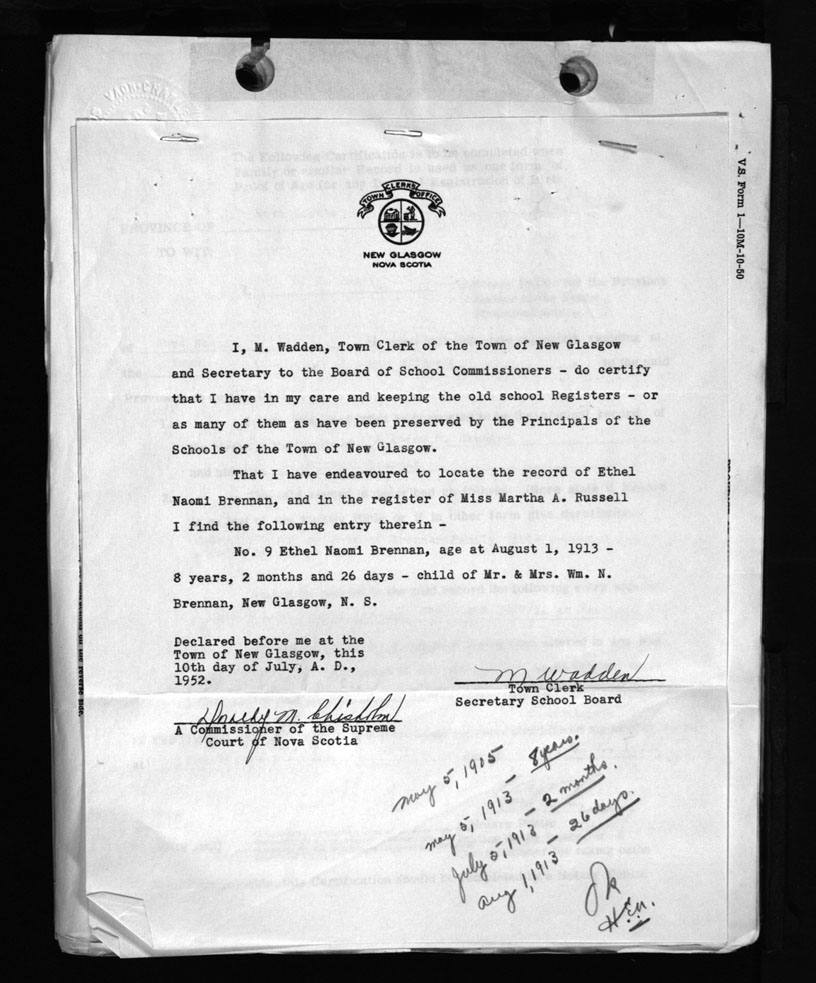 TOWN CLERKS OFFICE
NEW GLASGOW
NOVA SCOTIA
V.S. Form 1—10M-10-50
I, M. Wadden, Town Clerk of the Town of New Glasgow
and Secretary to the Board of School Commissioners - do certify
that I have in my care and keeping the old school Registers - or
as many of them as have been preserved by the Principals of the
Schools of the Town of New Glasgow.
That I have endeavoured to locate the record of Ethel
Naomi Brennan, and in the register of Miss Martha A. Russell
I find the following entry therein -
No. 9 Ethel Naomi Brennan, age at August 1, 1913 -
8 years, 2 months and 26 days - child of Mr. & Mrs. Wm. N.
Brennan, New Glasgow, N. S.
Declared before me at the
Town of New Glasgow, this
10th day of July, A. D.,
1952.
M Wadden
Town Clerk
Secretary School Board
Dorothy M. Chisholm
A Commissioner of the Supreme
Court of Nova Scotia
May 5, 1905
May 5, 1913 - 8 years.
July 5, 1913 - 2 months.
Aug 1, 1913 - 26 days.
Ok